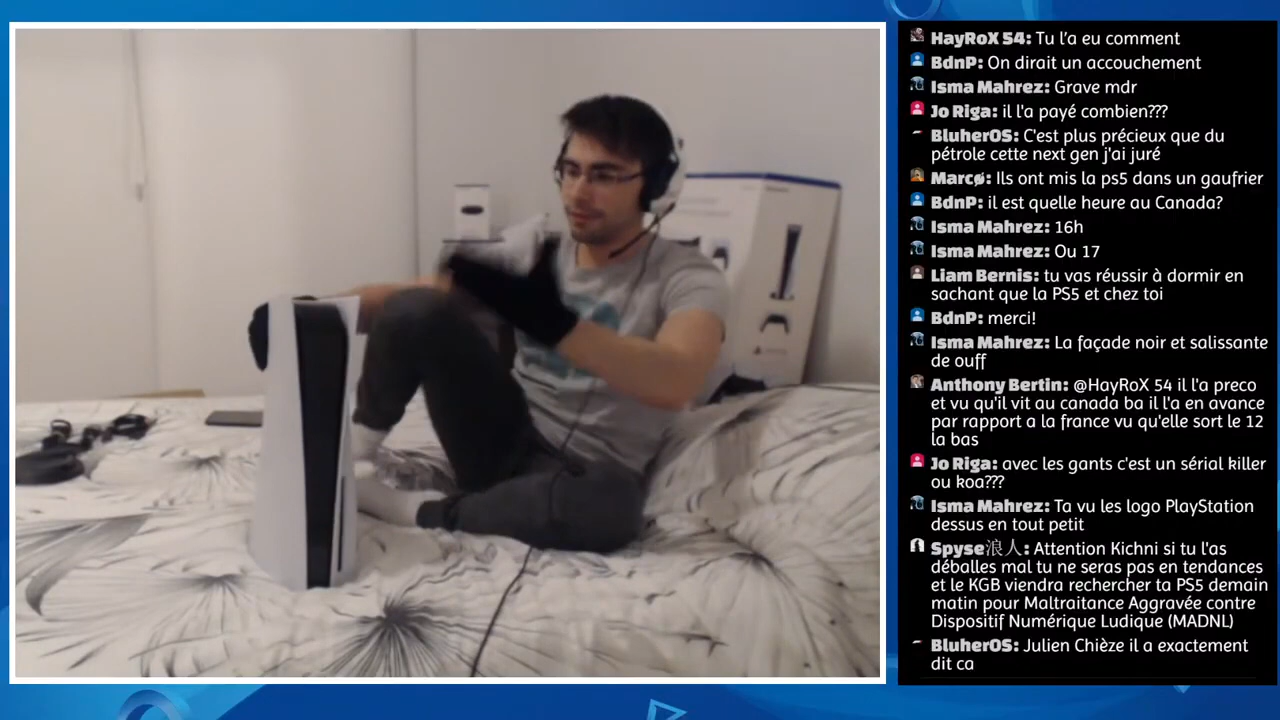 HayRoX 54: Tu l'a eu comment
BdnP: On dirait un accouchement
Isma Mahrez: Grave mdr
Jo Riga: il l'a payé combien???
BluherOS: C'est plus précieux que du
pétrole cette next gen j'ai juré
Marcø: Ils ont mis la ps5 dans un gaufrier
BdnP: il est quelle heure au Canada?
Isma Mahrez: 16h
Isma Mahrez: Ou 17
Liam Bernis: tu vas réussir à dormir en
sachant que la PS5 et chez toi
BdnP: merci!
Isma Mahrez: La façade noir et salissante
de ouff
Anthony Bertin: @HayRoX 54 il l'a preco
et vu qu'il vit au canada ba il l'a en avance
par rapport a la france vu qu'elle sort le 12
la bas
Jo Riga: avec les gants c'est un sérial killer
ou koa???
Isma Mahrez: Ta vu les logo PlayStation
dessus en tout petit
Spyse浪人: Attention Kichni si tu l'as
déballes mal tu ne seras pas en tendances
et le KGB viendra rechercher ta PS5 demain
matin pour Maltraitance Aggravée contre
Dispositif Numérique Ludique (MADNL)
BluherOS: Julien Chièze il a exactement
dit ca